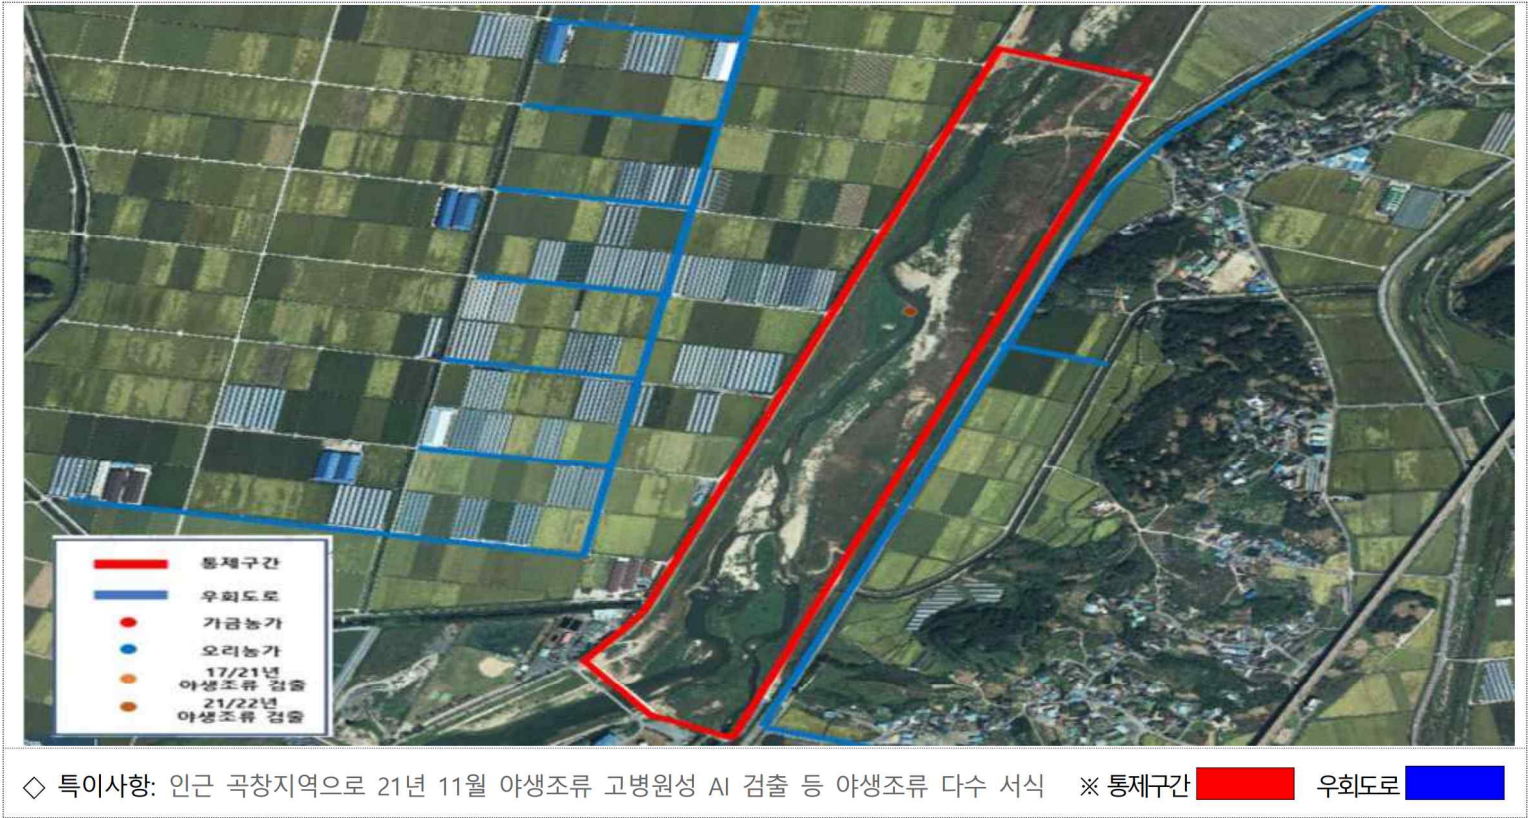 통제구간
우회도로
가금농가
오리농가
17/21년
야생조류 검출
21/22년
야생조류 검출
◇ 특이사항: 인근 곡창지역으로 21년 11월 야생조류 고병원성 AI 검출 등 야생조류 다수 서식 ※ 통제구간 우회도로